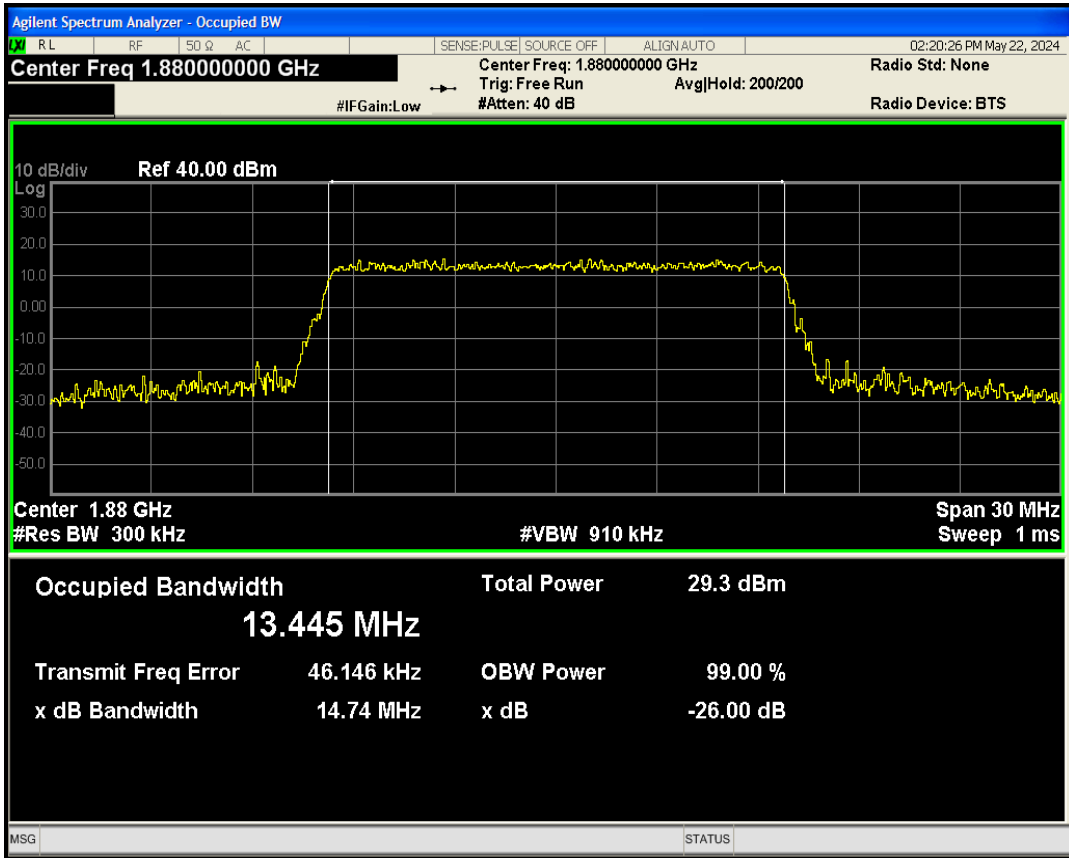 Agilent Spectrum Analyzer - Occupied BW
LXI RL RF 50 Ω AC SENSE:PULSE SOURCE OFF ALIGN AUTO 02:20:26 PM May 22, 2024
Center Freq 1.880000000 GHz Center Freq: 1.880000000 GHz Radio Std: None
Trig: Free Run Avg|Hold: 200/200
#IFGain:Low #Atten: 40 dB Radio Device: BTS
10 dB/div Ref 40.00 dBm
Log
30.0
20.0
10.0
0.00
-10.0
-20.0
-30.0
-40.0
-50.0
Center 1.88 GHz Span 30 MHz
#Res BW 300 kHz #VBW 910 kHz Sweep 1 ms
Occupied Bandwidth Total Power 29.3 dBm
13.445 MHz
Transmit Freq Error 46.146 kHz OBW Power 99.00 %
x dB Bandwidth 14.74 MHz x dB -26.00 dB
MSG STATUS